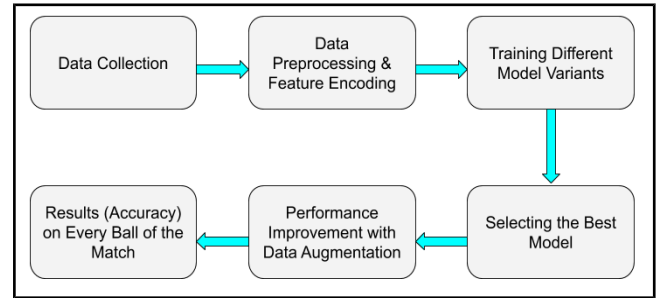 Data Collection
Data
Preprocessing &
Feature Encoding
Training Different
Model Variants
Selecting the Best
Model
Performance
Improvement with
Data Augmentation
Results (Accuracy)
on Every Ball of the
Match